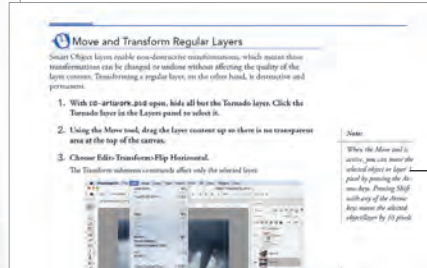 Move and Transform Regular Layers
Smart Object layers enable non-destructive transformations, which means those
transformations can be changed or undone without affecting the quality of the
layer content. Transforming a regular layer, on the other hand, is destructive and
permanent.
1. With co-artwork.psd open, hide all but the Tornado layer. Click the
Tornado layer in the Layers panel to select it.
2. Using the Move tool, drag the layer content up so there is no transparent
area at the top of the canvas.
3. Choose Edit>Transform>Flip Horizontal.
The Transform submenu commands affect only the selected layer.
Note:
When the Move tool is
active, you can move the
selected object or layer 1
pixel by pressing the Ar-
row keys. Pressing Shift
with any of the Arrow
keys moves the selected
object/layer by 10 pixels